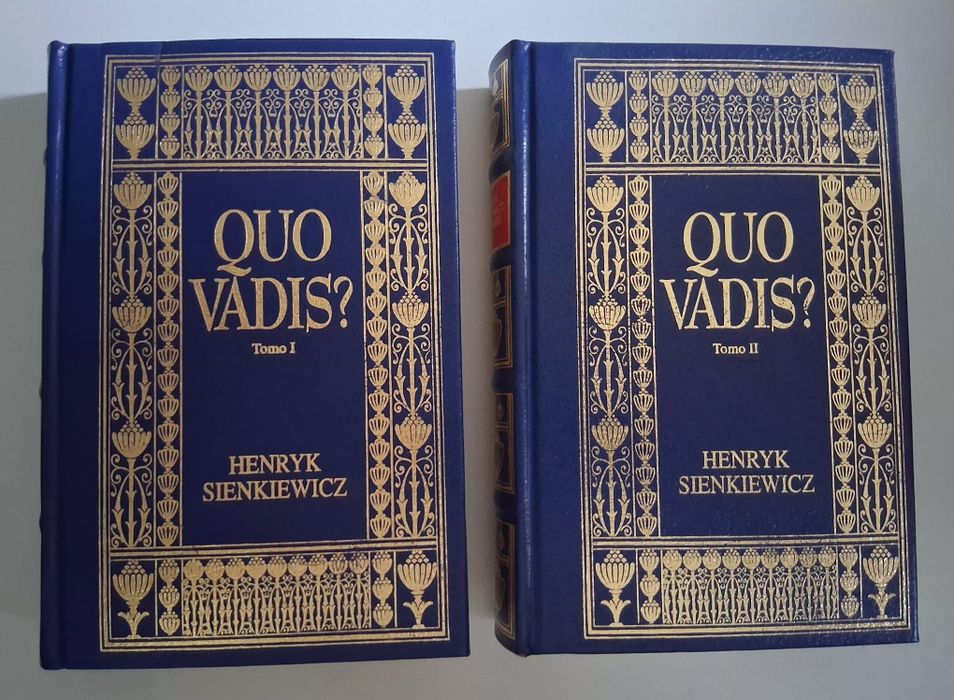 QUO
VADIS?
Tomo I
HENRYK
SIENKIEWICZ
QUO
VADIS?
Tomo II
HENRYK
SIENKIEWICZ